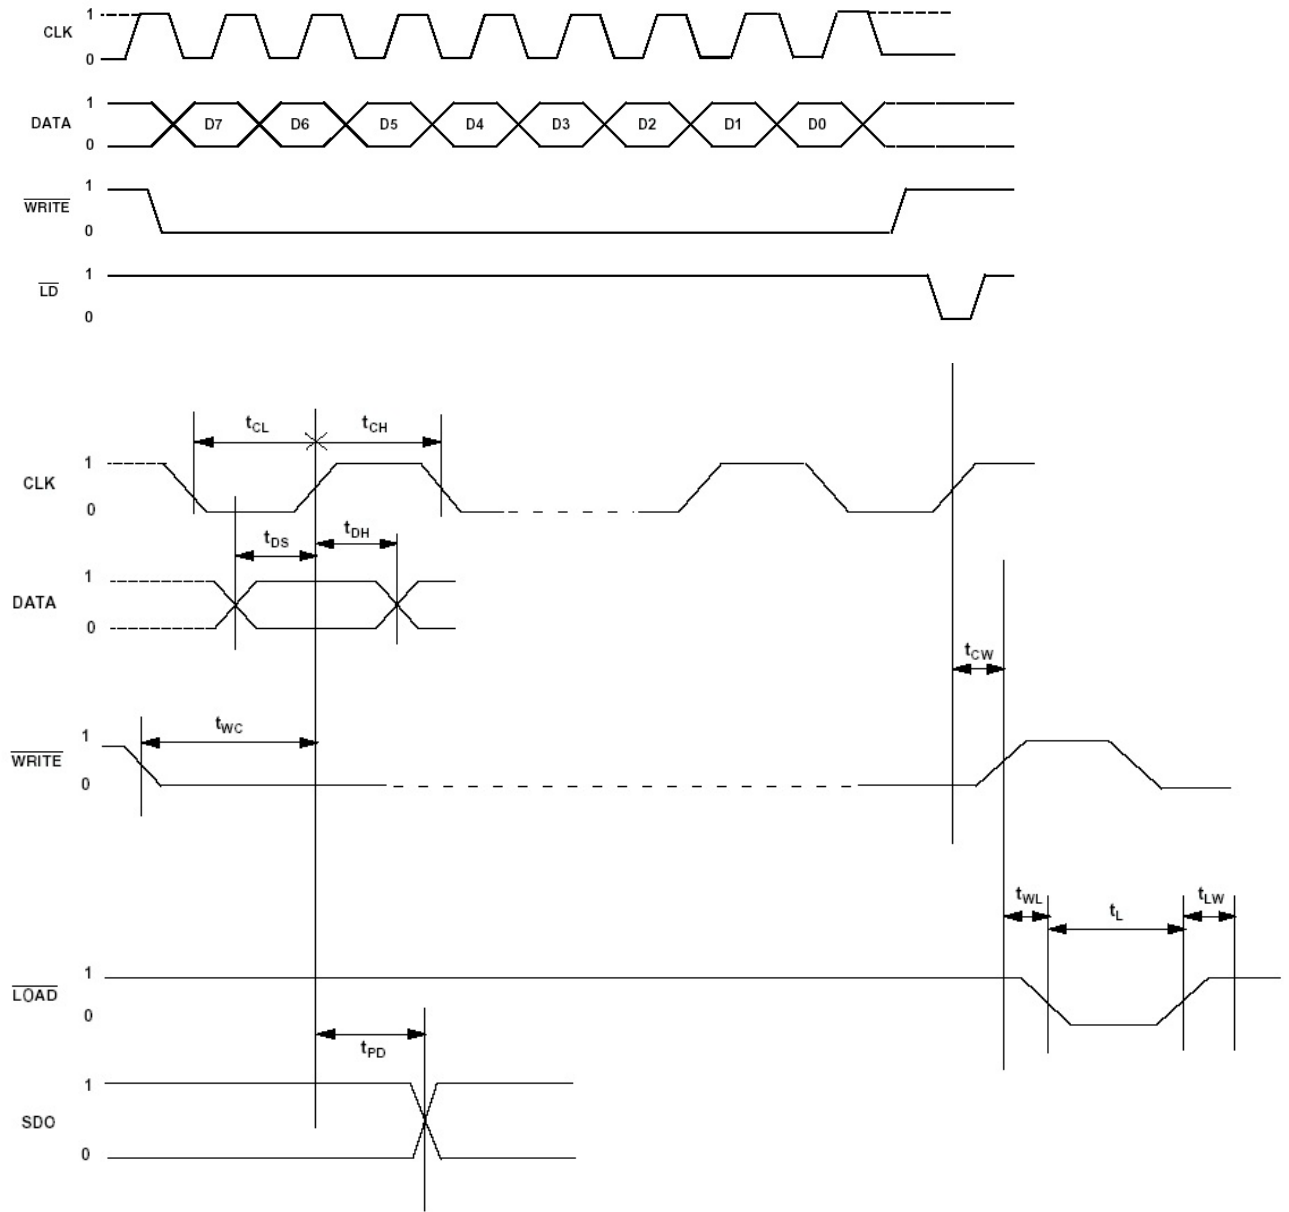 1
CLK
0
1
DATA D7 D6 D5 D4 D3 D2 D1 D0
0
1
WRITE
0
1
LD
0
tCL tCH
1
CLK
0
tDS tDH
1
DATA
0
tCW
tWC
1
WRITE
0
tWL tL tLW
1
LOAD
0
tPD
1
SDO
0